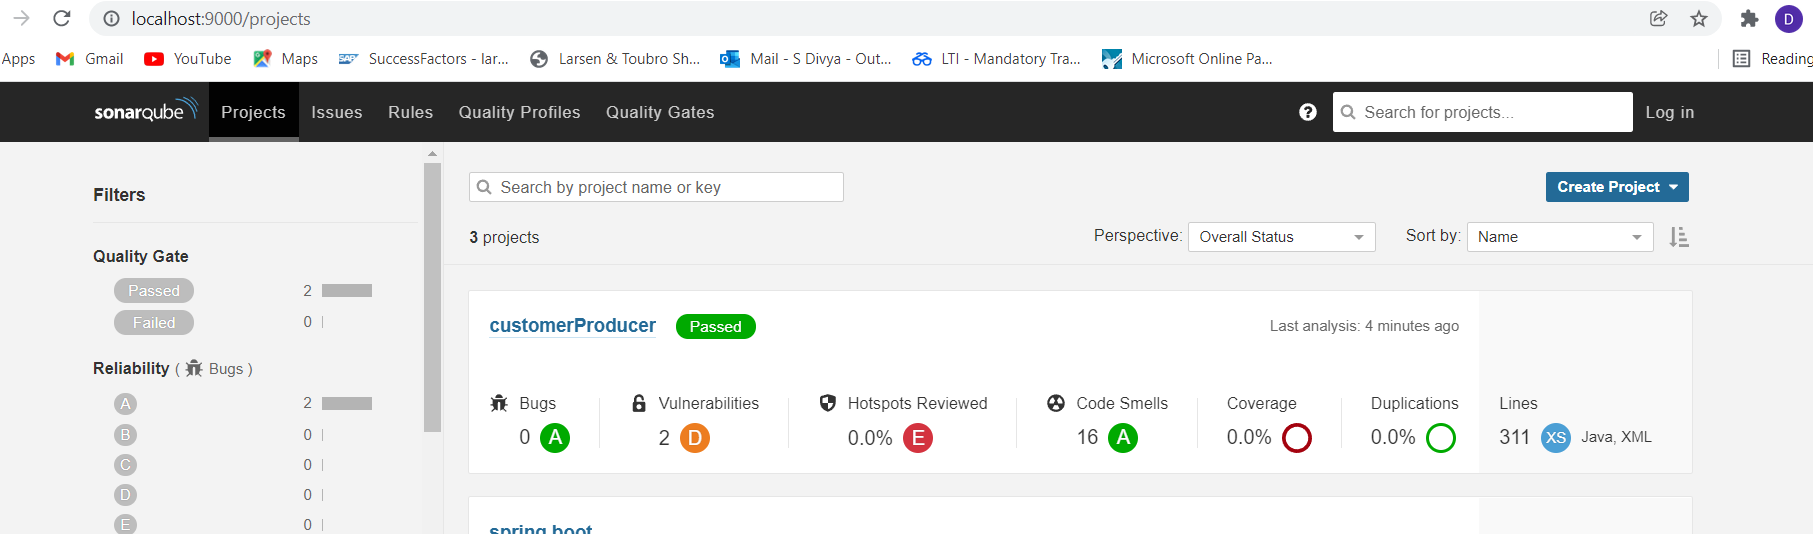 localhost:9000/projects
D
Apps Gmail YouTube Maps SuccessFactors - lar... Larsen & Toubro Sh... Mail - S Divya - Out... LTI - Mandatory Tra... Microsoft Online Pa... Reading
sonarqube Projects Issues Rules Quality Profiles Quality Gates ? Search for projects... Log in
Filters
Quality Gate
Passed 2
Failed 0
Reliability ( Bugs )
A 2
B 0
C 0
D 0
E 0
Search by project name or key
Create Project
3 projects
Perspective: Overall Status Sort by: Name
customerProducer Passed Last analysis: 4 minutes ago
Bugs Vulnerabilities Hotspots Reviewed Code Smells Coverage Duplications Lines
0 A 2 D 0.0% E 16 A 0.0% 0.0% 311 XS Java, XML
spring boot